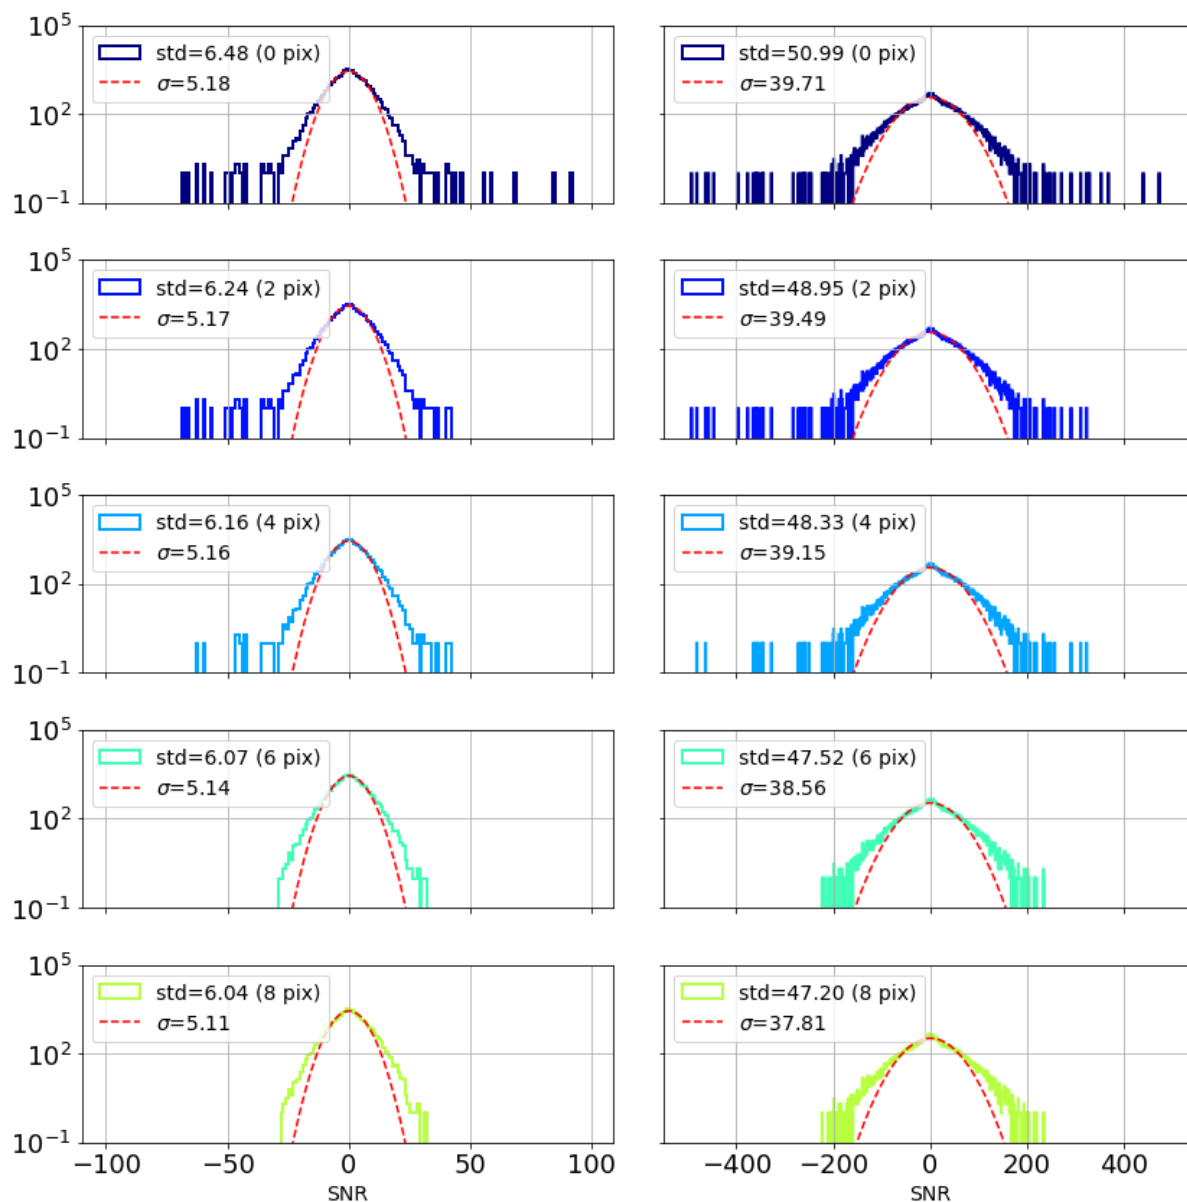 10^5
10^2
10^-1
std=6.48 (0 pix)
σ=5.18
std=50.99 (0 pix)
σ=39.71
10^5
10^2
10^-1
std=6.24 (2 pix)
σ=5.17
std=48.95 (2 pix)
σ=39.49
10^5
10^2
10^-1
std=6.16 (4 pix)
σ=5.16
std=48.33 (4 pix)
σ=39.15
10^5
10^2
10^-1
std=6.07 (6 pix)
σ=5.14
std=47.52 (6 pix)
σ=38.56
10^5
10^2
10^-1
std=6.04 (8 pix)
σ=5.11
std=47.20 (8 pix)
σ=37.81
−100 −50 0 50 100
−400 −200 0 200 400
SNR
SNR